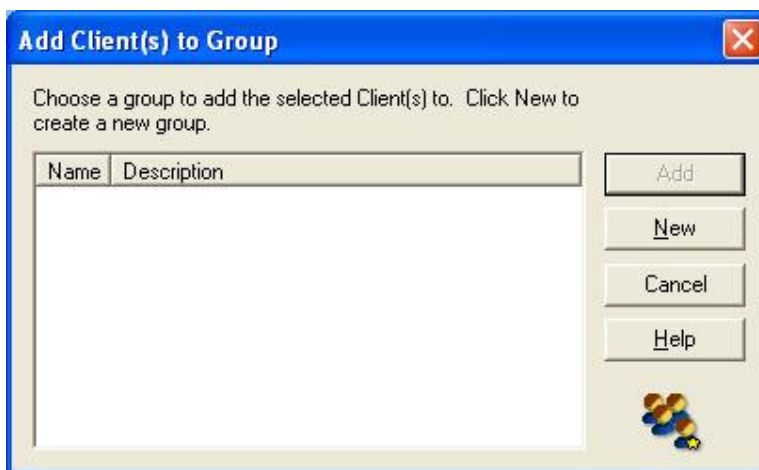 Add Client(s) to Group
Choose a group to add the selected Client(s) to. Click New to
create a new group.
Name Description
Add
New
Cancel
Help